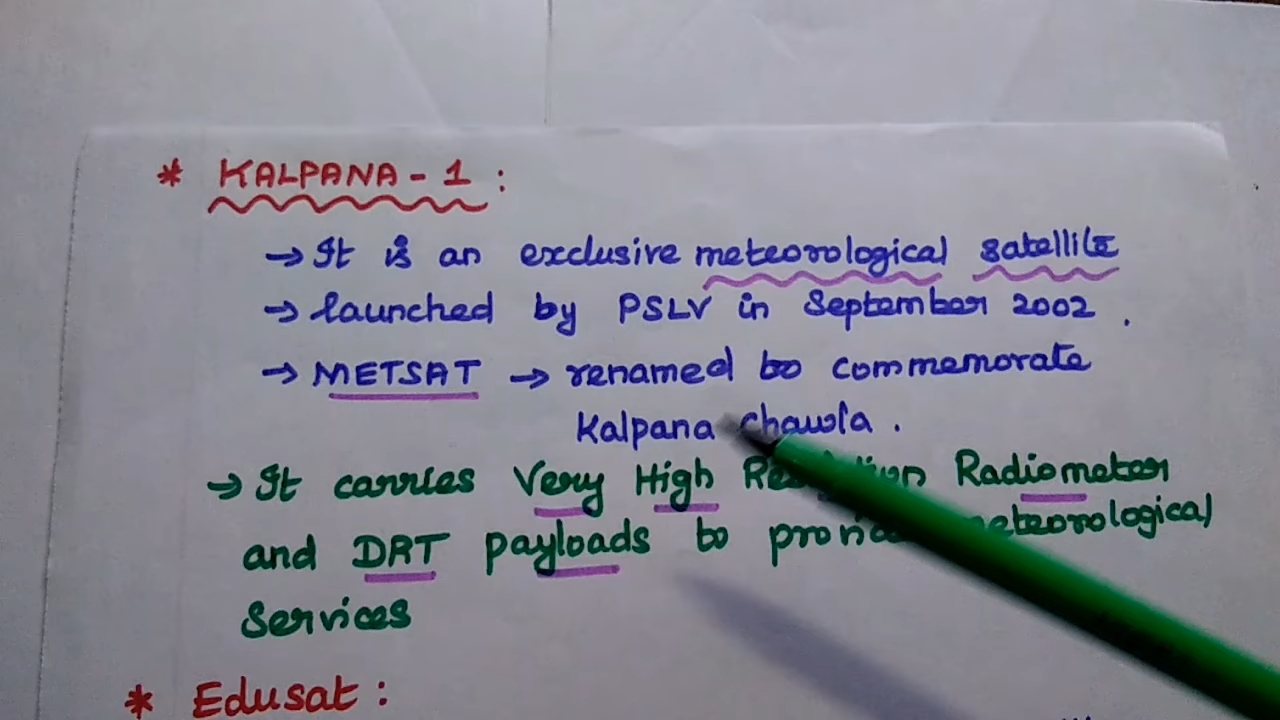 * KALPANA - 1 :
→ It is an exclusive meteorological satellite
→ launched by PSLV in September 2002 .
→ METSAT → renamed to commemorate
Kalpana Chawla .
→ It carries Very High Radiometer
and DRT payloads to meteorological
Services
* Edusat :